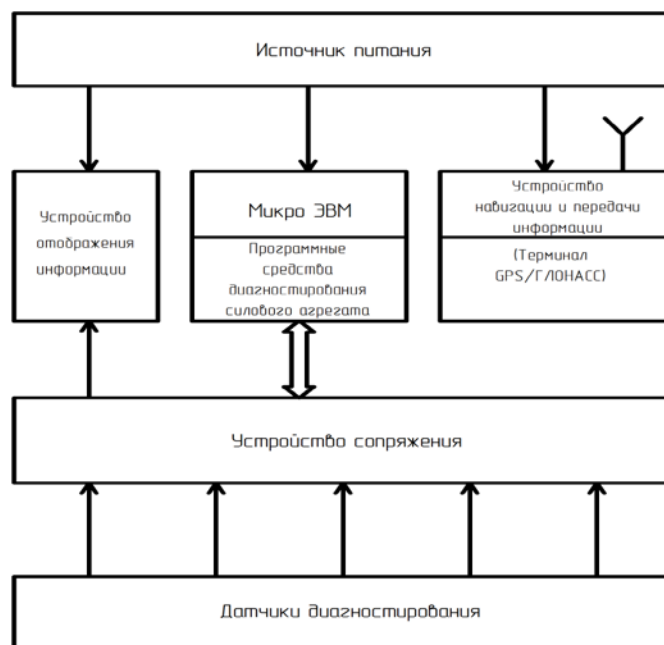 Источник питания
Устройство
отображения
информации
Микро ЭВМ
Программные
средства
диагностирования
силового агрегата
Устройство
навигации и передачи
информации
(Терминал
GPS/ГЛОНАСС)
Устройство сопряжения
Датчики диагностирования